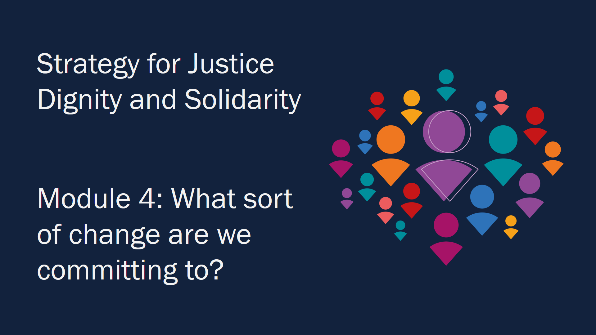 Strategy for Justice
Dignity and Solidarity
Module 4: What sort
of change are we
committing to?